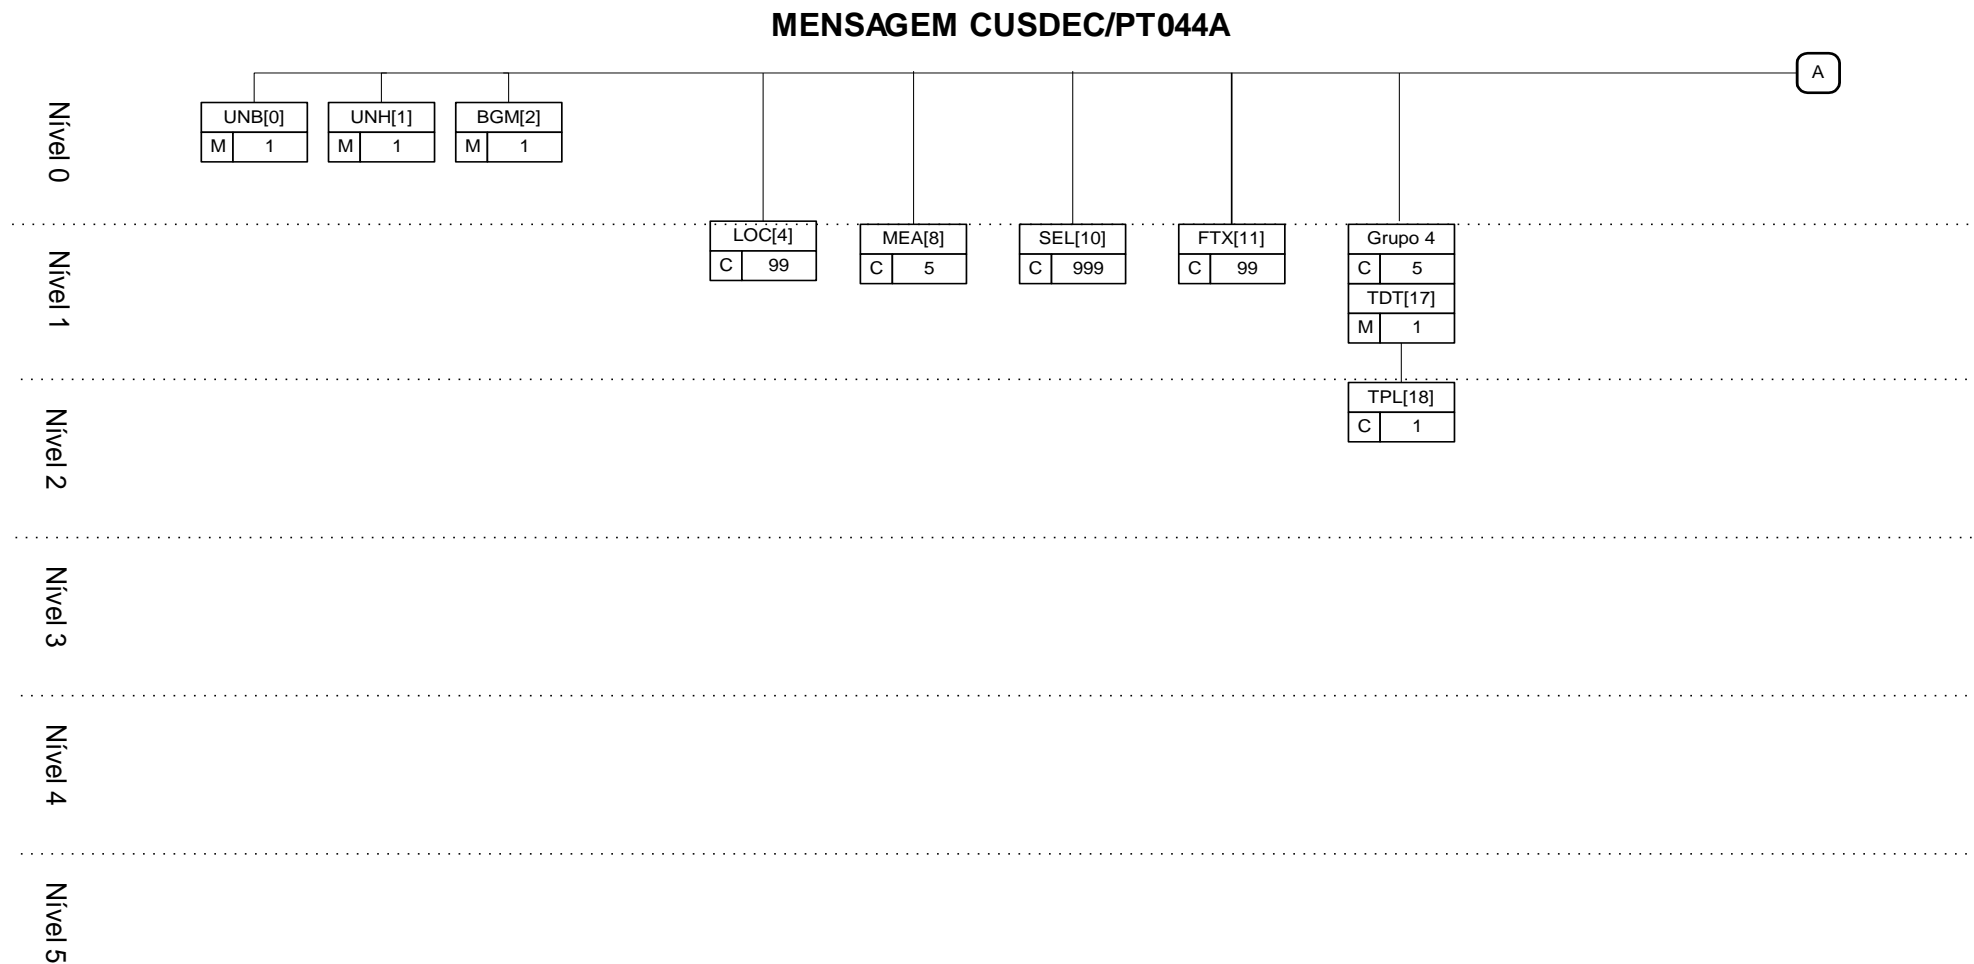 MENSAGEM CUSDEC/PT044A
A
Nível 0
UNB[0] UNH[1] BGM[2]
M 1 M 1 M 1
Nível 1
LOC[4] MEA[8] SEL[10] FTX[11] Grupo 4
C 99 C 5 C 999 C 99 C 5
TDT[17]
M 1
Nível 2
TPL[18]
C 1
Nível 3
Nível 4
Nível 5